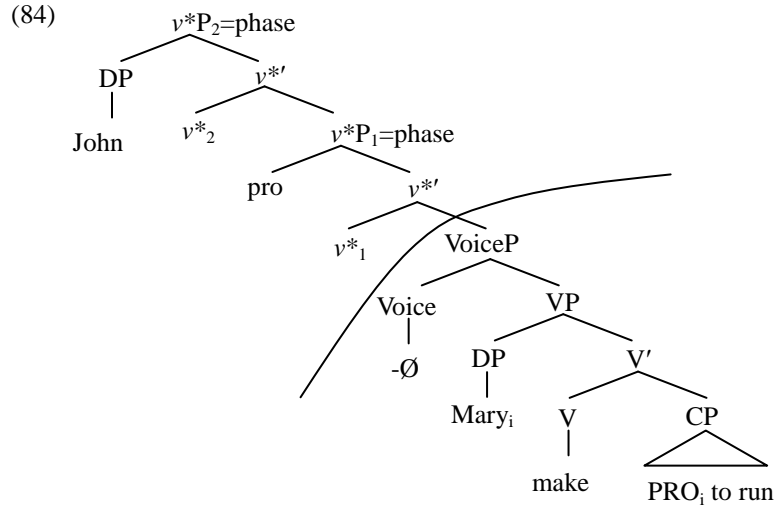 (84)
v*P₂=phase
DP v*′
John v*₂ v*P₁=phase
pro v*′
v*₁ VoiceP
Voice VP
-Ø DP V′
Maryᵢ V CP
make PROᵢ to run